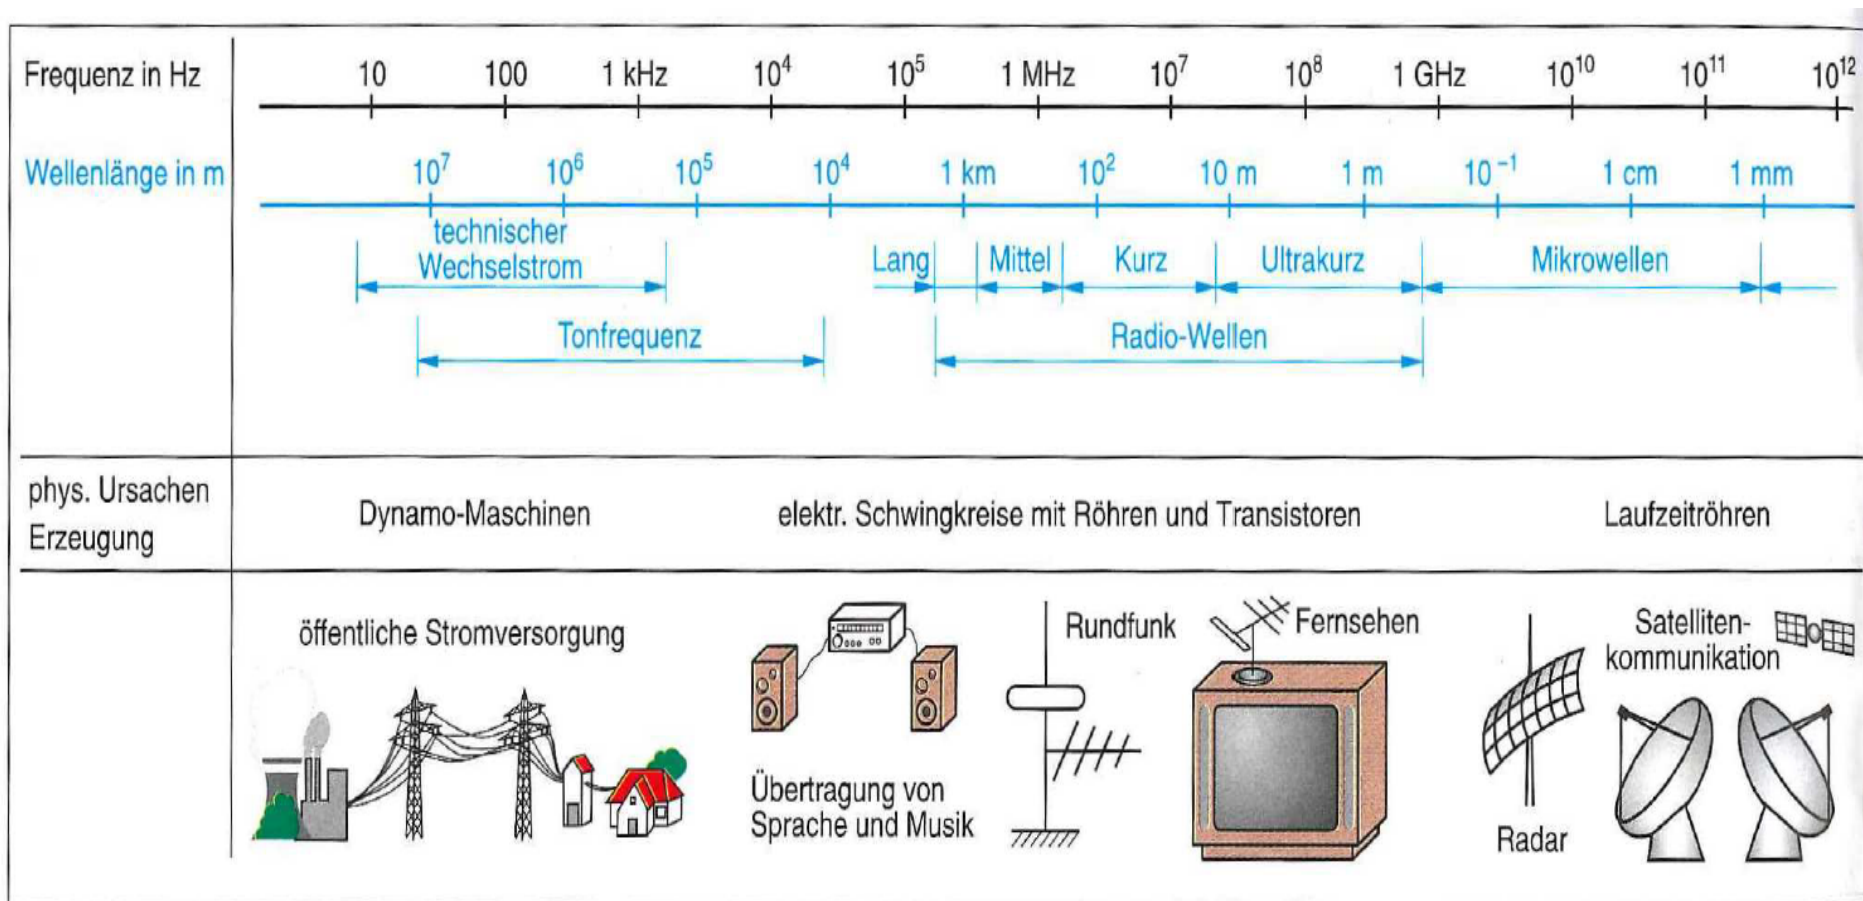 Frequenz in Hz 10 100 1 kHz 10⁴ 10⁵ 1 MHz 10⁷ 10⁸ 1 GHz 10¹⁰ 10¹¹ 10¹²
Wellenlänge in m 10⁷ 10⁶ 10⁵ 10⁴ 1 km 10² 10 m 1 m 10⁻¹ 1 cm 1 mm
technischer
Wechselstrom
Lang Mittel Kurz Ultrakurz Mikrowellen
Tonfrequenz Radio-Wellen
phys. Ursachen
Erzeugung
Dynamo-Maschinen elektr. Schwingkreise mit Röhren und Transistoren Laufzeitröhren
öffentliche Stromversorgung
Übertragung von
Sprache und Musik
Rundfunk
Fernsehen
Radar
Satelliten-
kommunikation